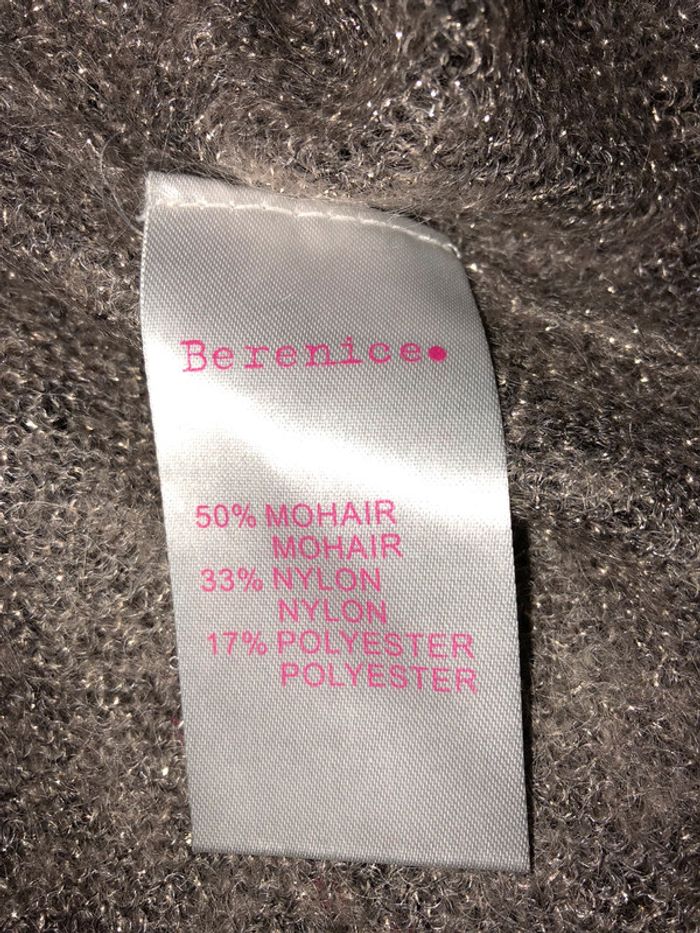 Berenice.
50% MOHAIR
MOHAIR
33% NYLON
NYLON
17% POLYESTER
POLYESTER